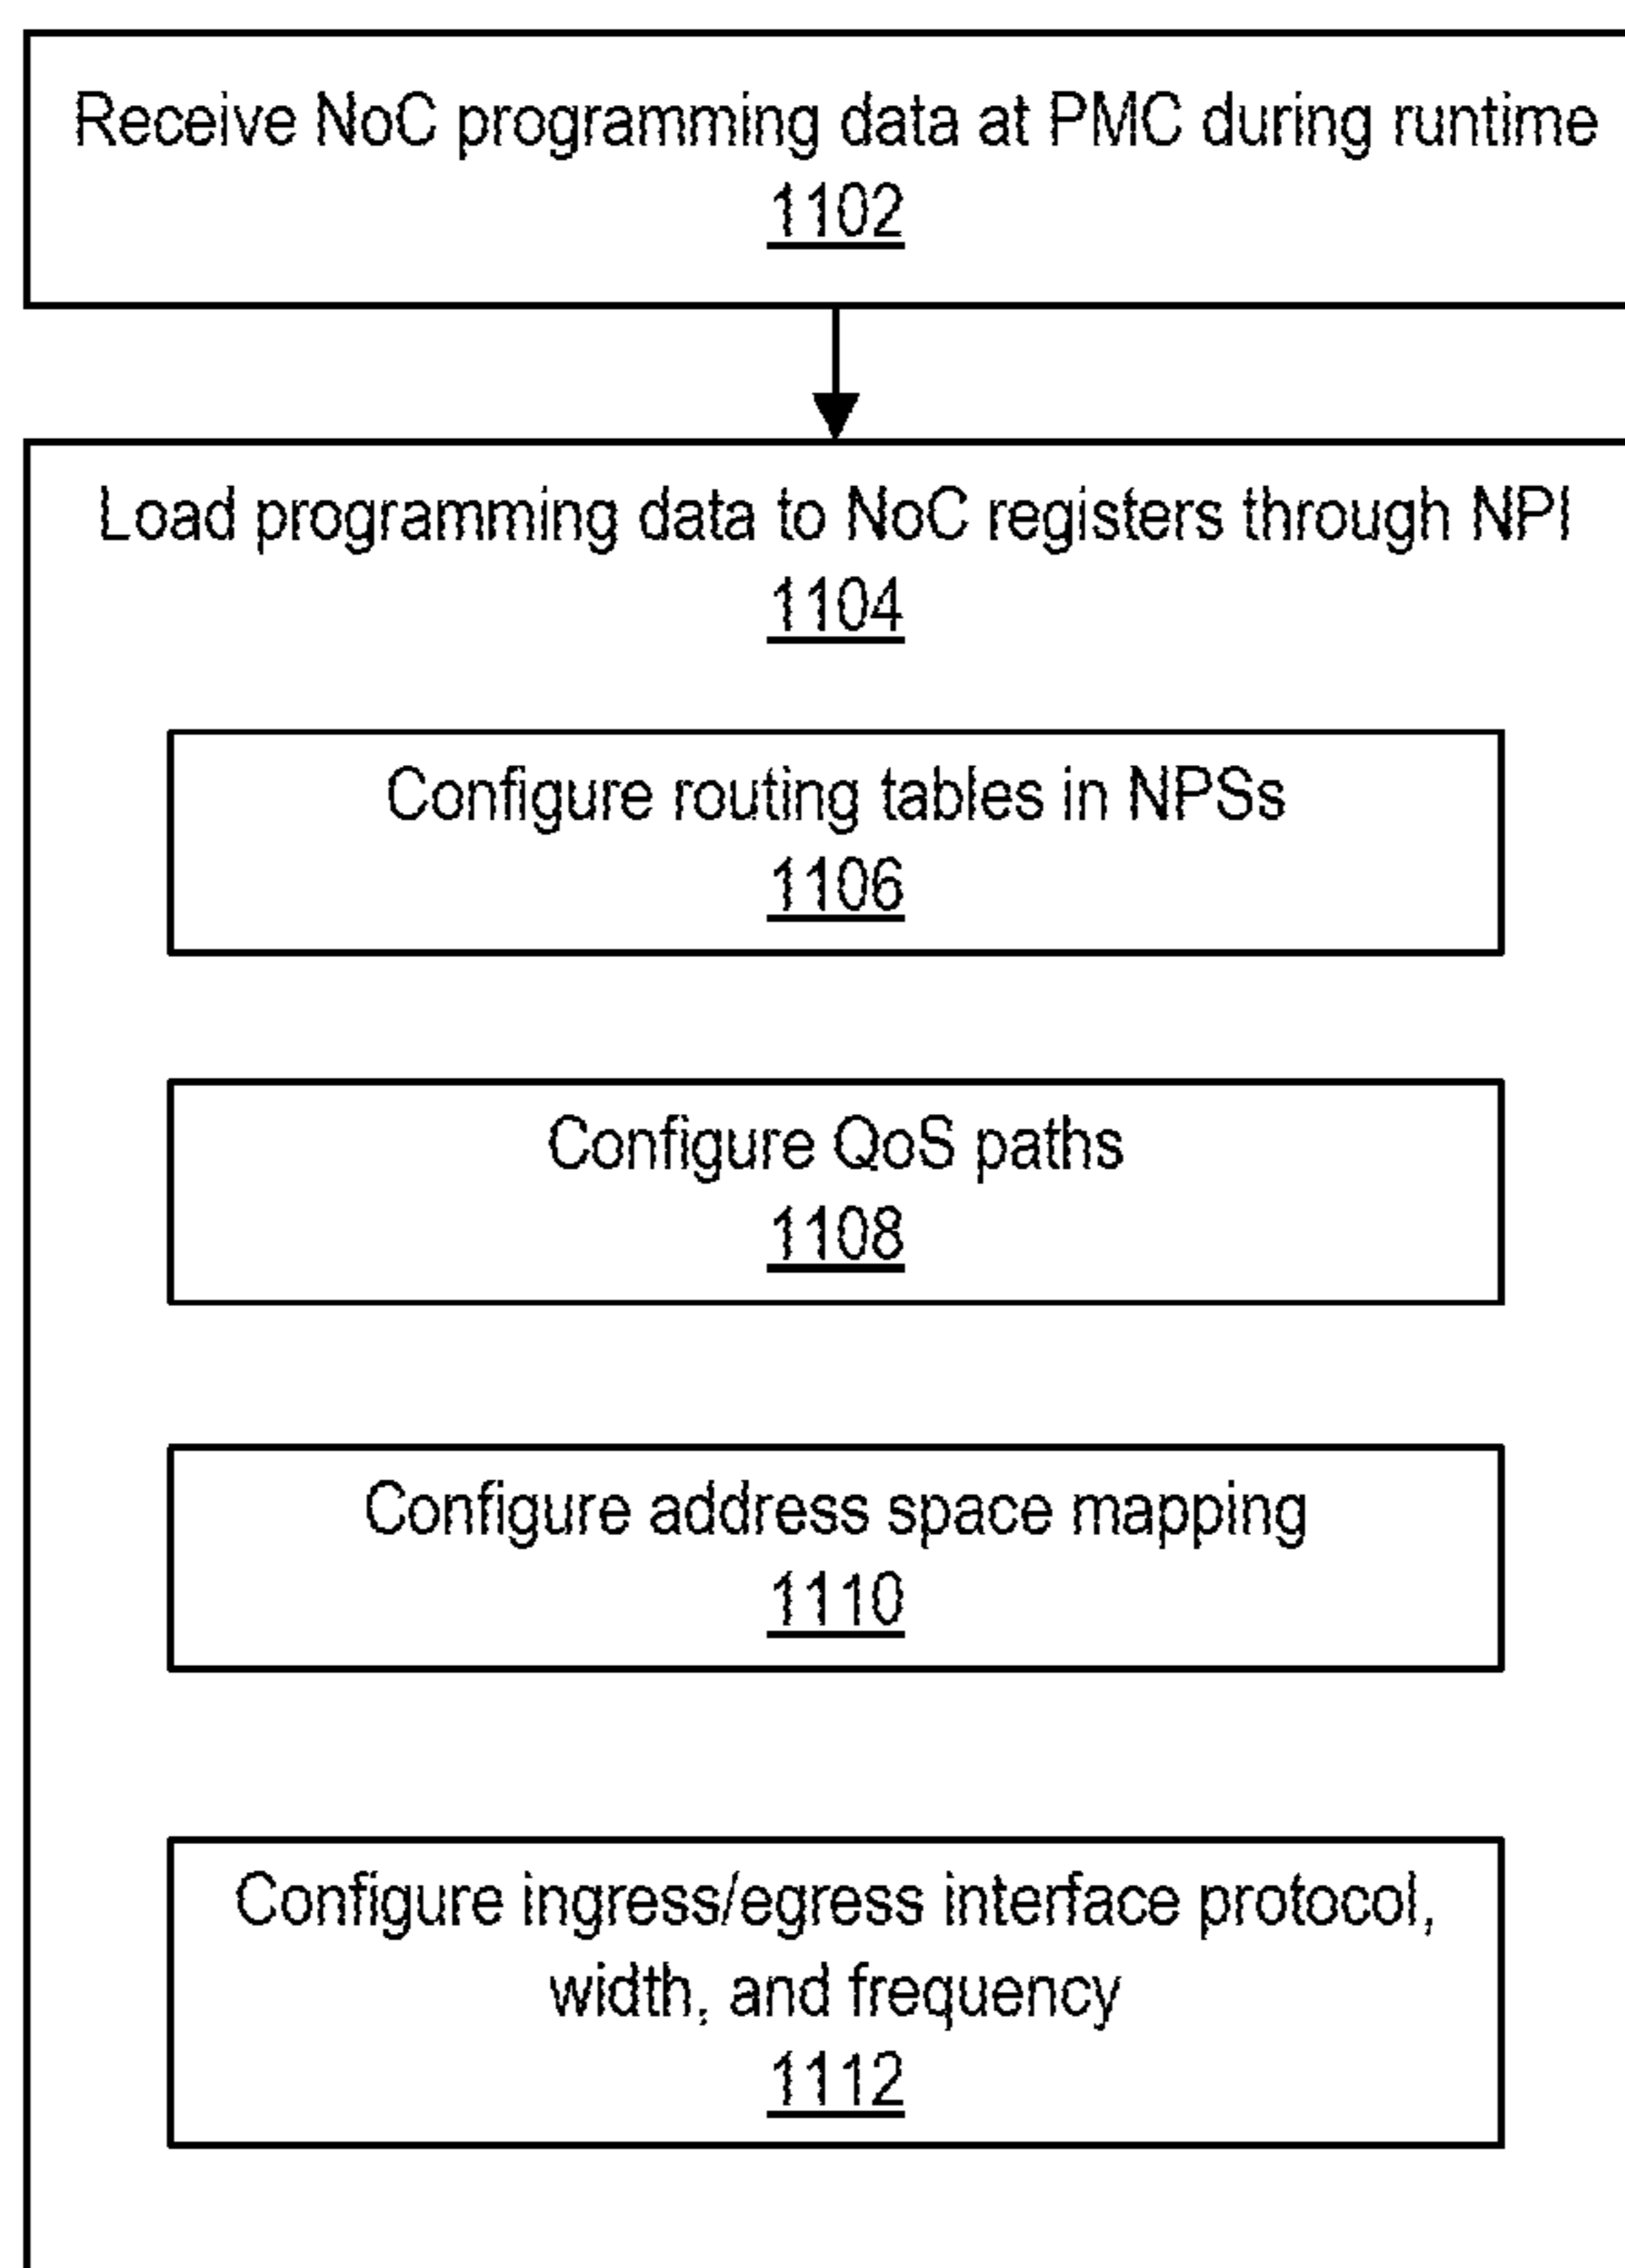 Receive NoC programming data at PMC during runtime
1102
Load programming data to NoC registers through NPI
1104
Configure routing tables in NPSs
1106
Configure QoS paths
1108
Configure address space mapping
1110
Configure ingress/egress interface protocol,
width, and frequency
1112